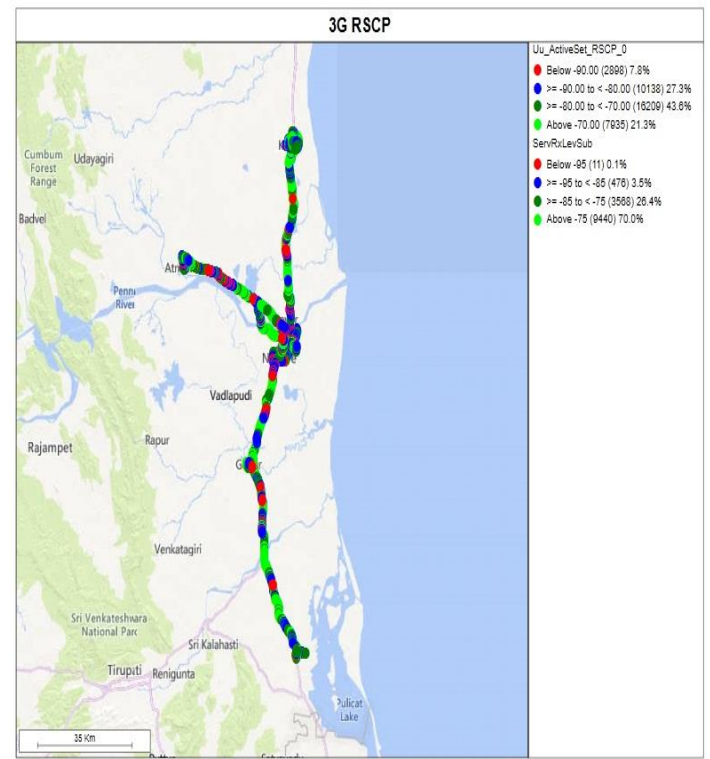 3G RSCP
Uu_ActiveSet_RSCP_0
Below -90.00 (2898) 7.8%
>= -90.00 to < -80.00 (10138) 27.3%
>= -80.00 to < -70.00 (16209) 43.6%
Above -70.00 (7935) 21.3%
ServRxLevSub
Below -95 (11) 0.1%
>= -95 to < -85 (476) 3.5%
>= -85 to < -75 (3568) 26.4%
Above -75 (9440) 70.0%
Cumbum
Forest
Range
Udayagiri
Badvel
Penn
River
Vadlapudi
Rajampet
Rapur
Venkatagiri
Sri Venkateshwara
National Parc
Sri Kalahasti
Tirupati
Renigunta
Pulicat
Lake
35 Km